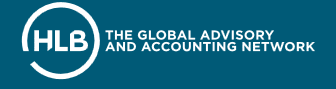 HLB
THE GLOBAL ADVISORY
AND ACCOUNTING NETWORK